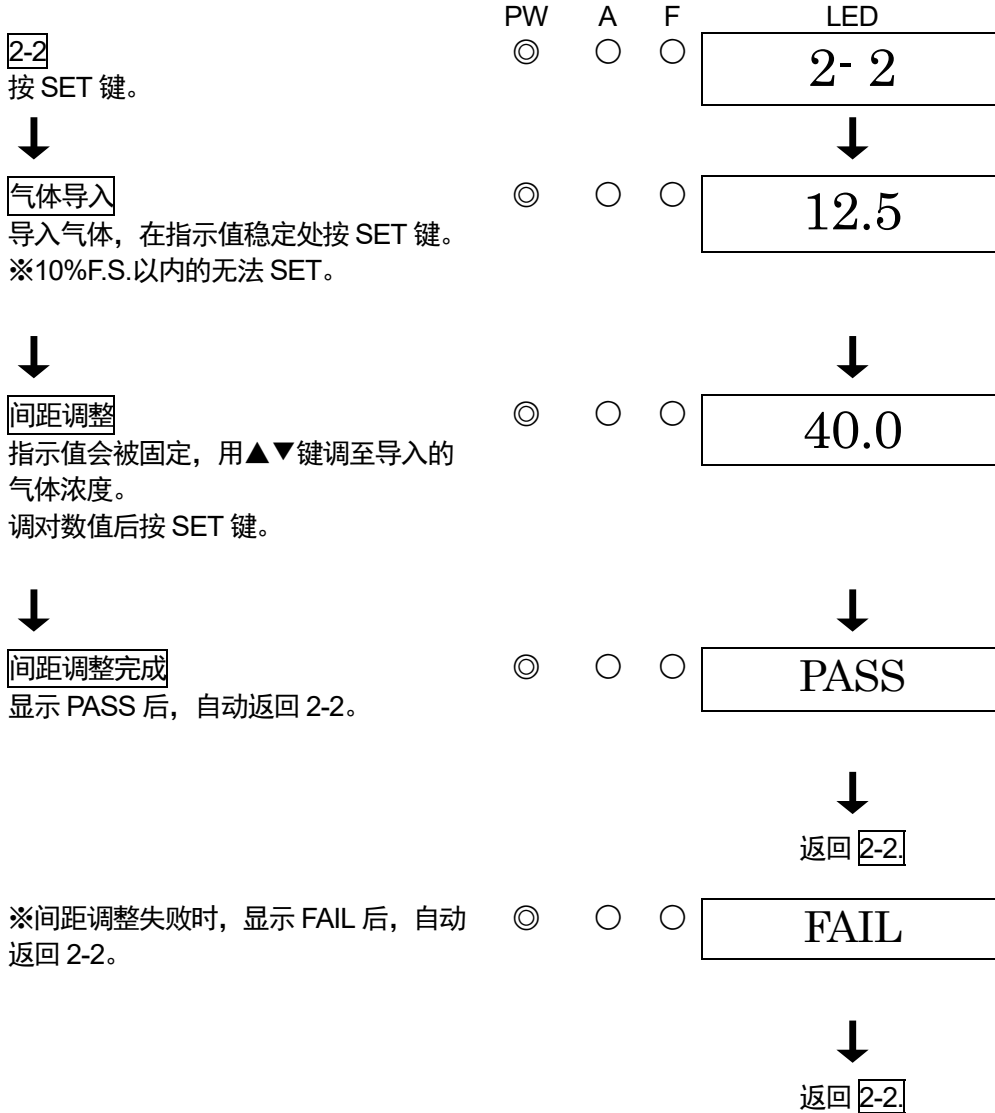 PW A F LED
2-2 ◎ ○ ○ 2- 2
按 SET 键。
↓ ↓
气体导入 ◎ ○ ○ 12.5
导入气体，在指示值稳定处按 SET 键。
※10%F.S.以内的无法 SET。
↓ ↓
间距调整 ◎ ○ ○ 40.0
指示值会被固定，用▲▼键调至导入的
气体浓度。
调对数值后按 SET 键。
↓ ↓
间距调整完成 ◎ ○ ○ PASS
显示 PASS 后，自动返回 2-2。
↓
返回 2-2.
※间距调整失败时，显示 FAIL 后，自动 ◎ ○ ○ FAIL
返回 2-2。
↓
返回 2-2.